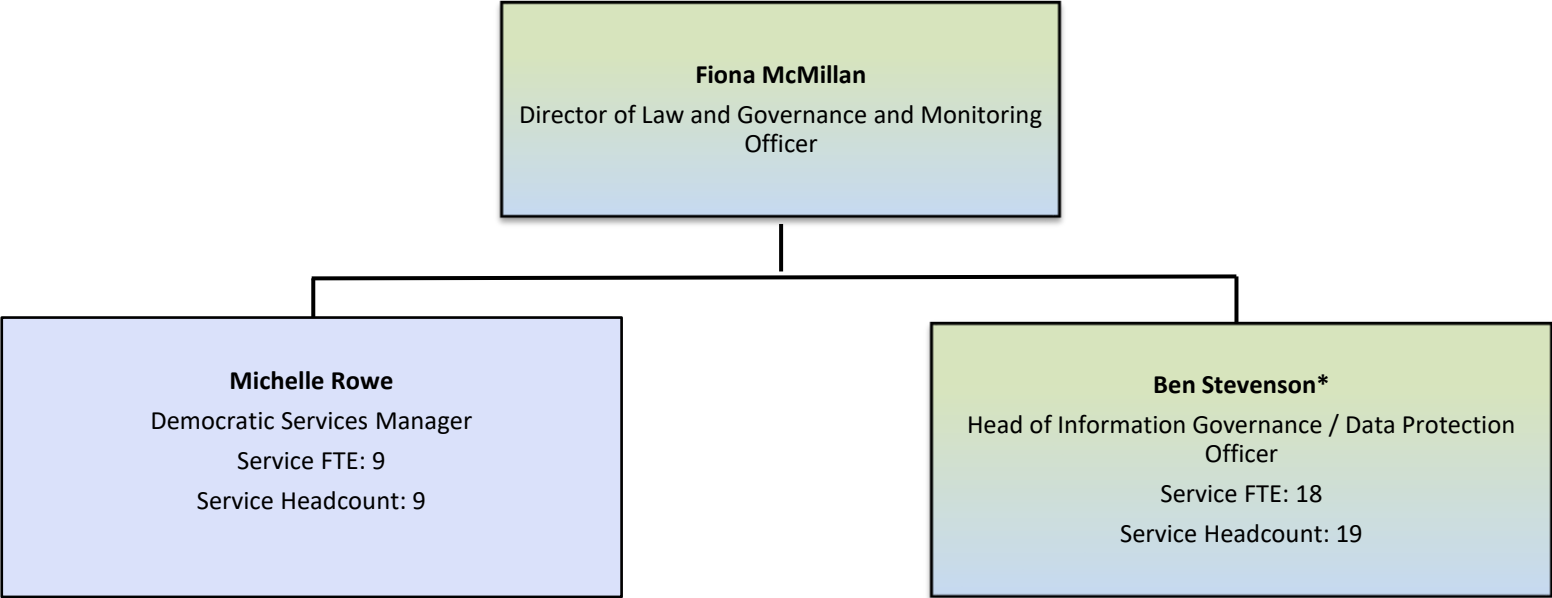 Fiona McMillan
Director of Law and Governance and Monitoring
Officer
Michelle Rowe
Democratic Services Manager
Service FTE: 9
Service Headcount: 9
Ben Stevenson*
Head of Information Governance / Data Protection
Officer
Service FTE: 18
Service Headcount: 19